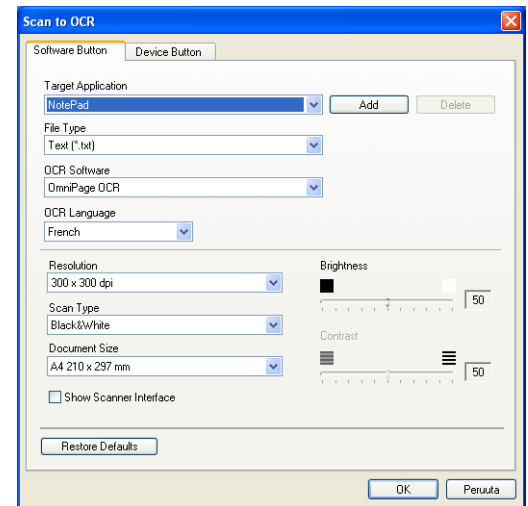 Scan to OCR
Software Button Device Button
Target Application
NotePad Add Delete
File Type
Text (*.txt)
OCR Software
OmniPage OCR
OCR Language
French
Resolution Brightness
300 x 300 dpi
50
Scan Type
Black&White
Contrast
Document Size
A4 210 x 297 mm 50
Show Scanner Interface
Restore Defaults
OK Peruuta